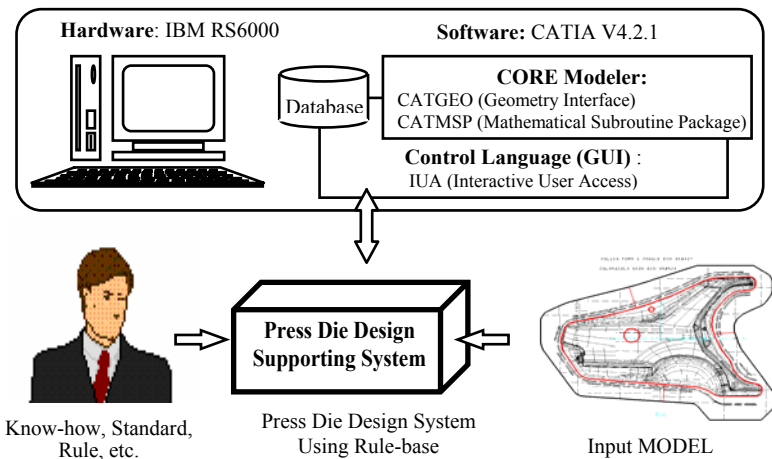 Hardware: IBM RS6000
Software: CATIA V4.2.1
Database
CORE Modeler:
CATGEO (Geometry Interface)
CATMSP (Mathematical Subroutine Package)
Control Language (GUI) :
IUA (Interactive User Access)
Press Die Design
Supporting System
Know-how, Standard,
Rule, etc.
Press Die Design System
Using Rule-base
Input MODEL